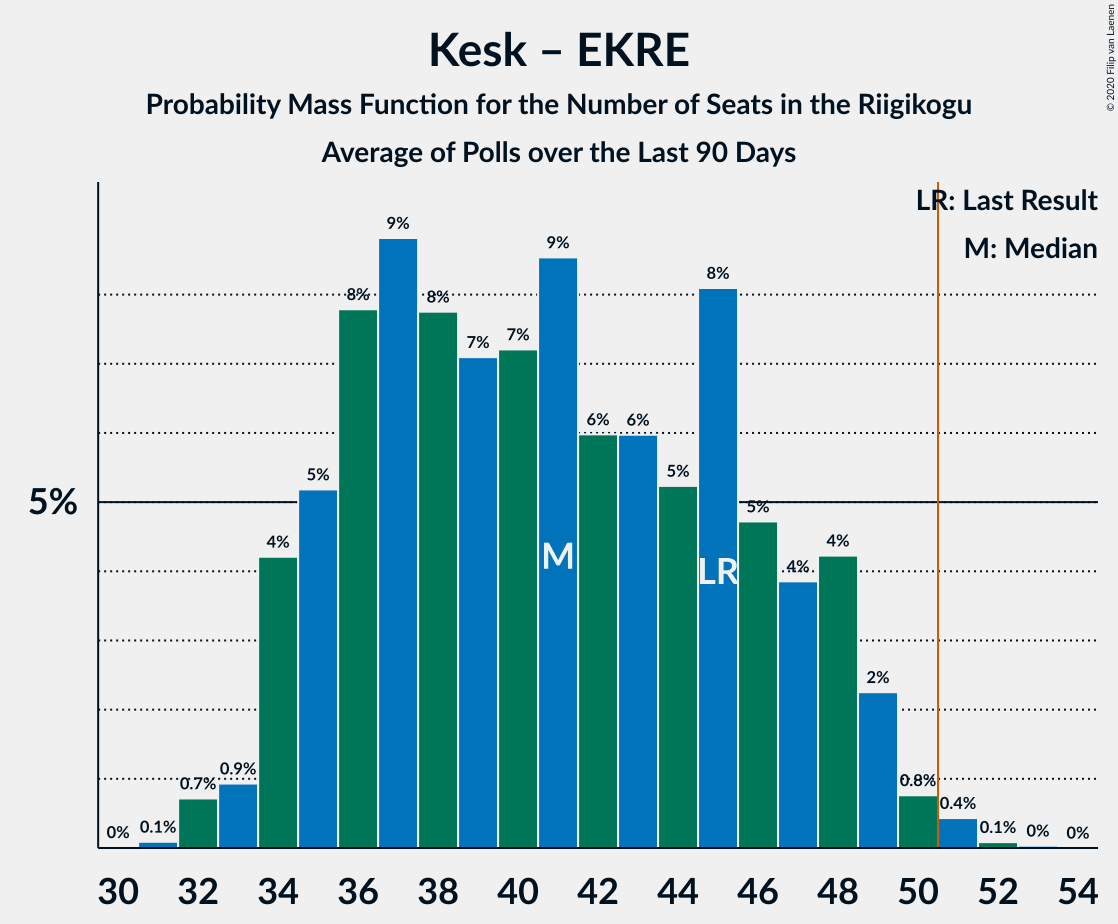 Kesk – EKRE
Probability Mass Function for the Number of Seats in the Riigikogu
Average of Polls over the Last 90 Days
© 2020 Filip van Laenen
LR: Last Result
M: Median
5%
0%
0.1%
0.7%
0.9%
4%
5%
8%
9%
8%
7%
7%
9%
6%
6%
5%
8%
5%
4%
4%
2%
0.8%
0.4%
0.1%
0%
0%
M
LR
30 32 34 36 38 40 42 44 46 48 50 52 54